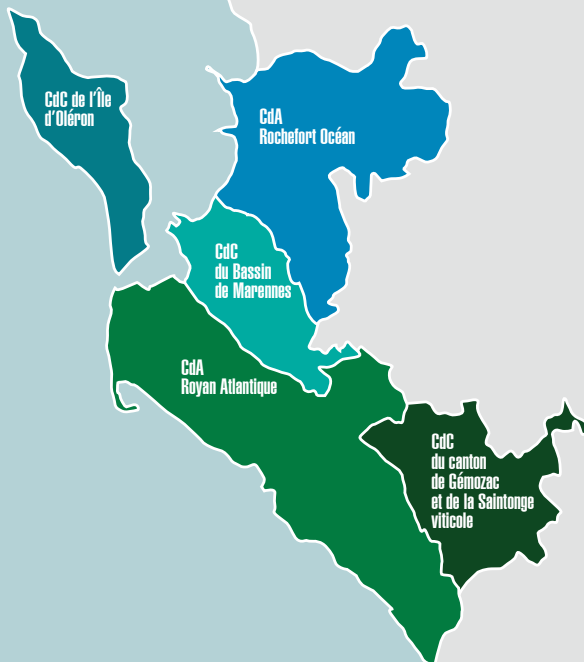 CdC de l'Île
d'Oléron
CdA
Rochefort Océan
CdC
du Bassin
de Marennes
CdA
Royan Atlantique
CdC
du canton
de Gémozac
et de la Saintonge
viticole